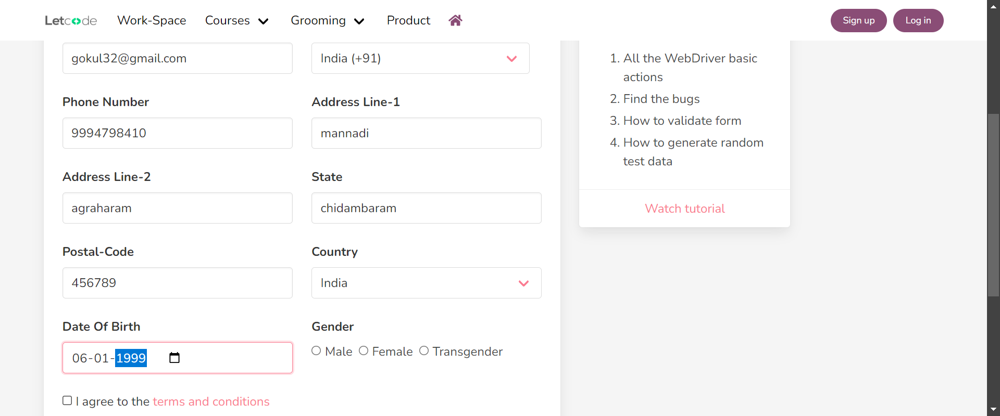 Letcode Work-Space Courses Grooming Product Sign up Log in
gokul32@gmail.com India (+91)
Phone Number Address Line-1
9994798410 mannadi
Address Line-2 State
agraharam chidambaram
Postal-Code Country
456789 India
Date Of Birth Gender
06-01-1999 Male Female Transgender
I agree to the terms and conditions
1. All the WebDriver basic
actions
2. Find the bugs
3. How to validate form
4. How to generate random
test data
Watch tutorial